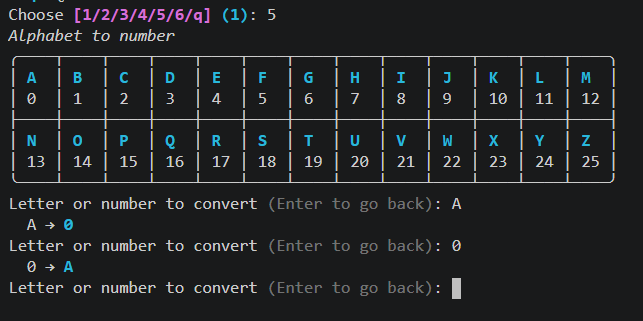 Choose [1/2/3/4/5/6/q] (1): 5
Alphabet to number
A B C D E F G H I J K L M
0 1 2 3 4 5 6 7 8 9 10 11 12
N O P Q R S T U V W X Y Z
13 14 15 16 17 18 19 20 21 22 23 24 25
Letter or number to convert (Enter to go back): A
A → 0
Letter or number to convert (Enter to go back): 0
0 → A
Letter or number to convert (Enter to go back):